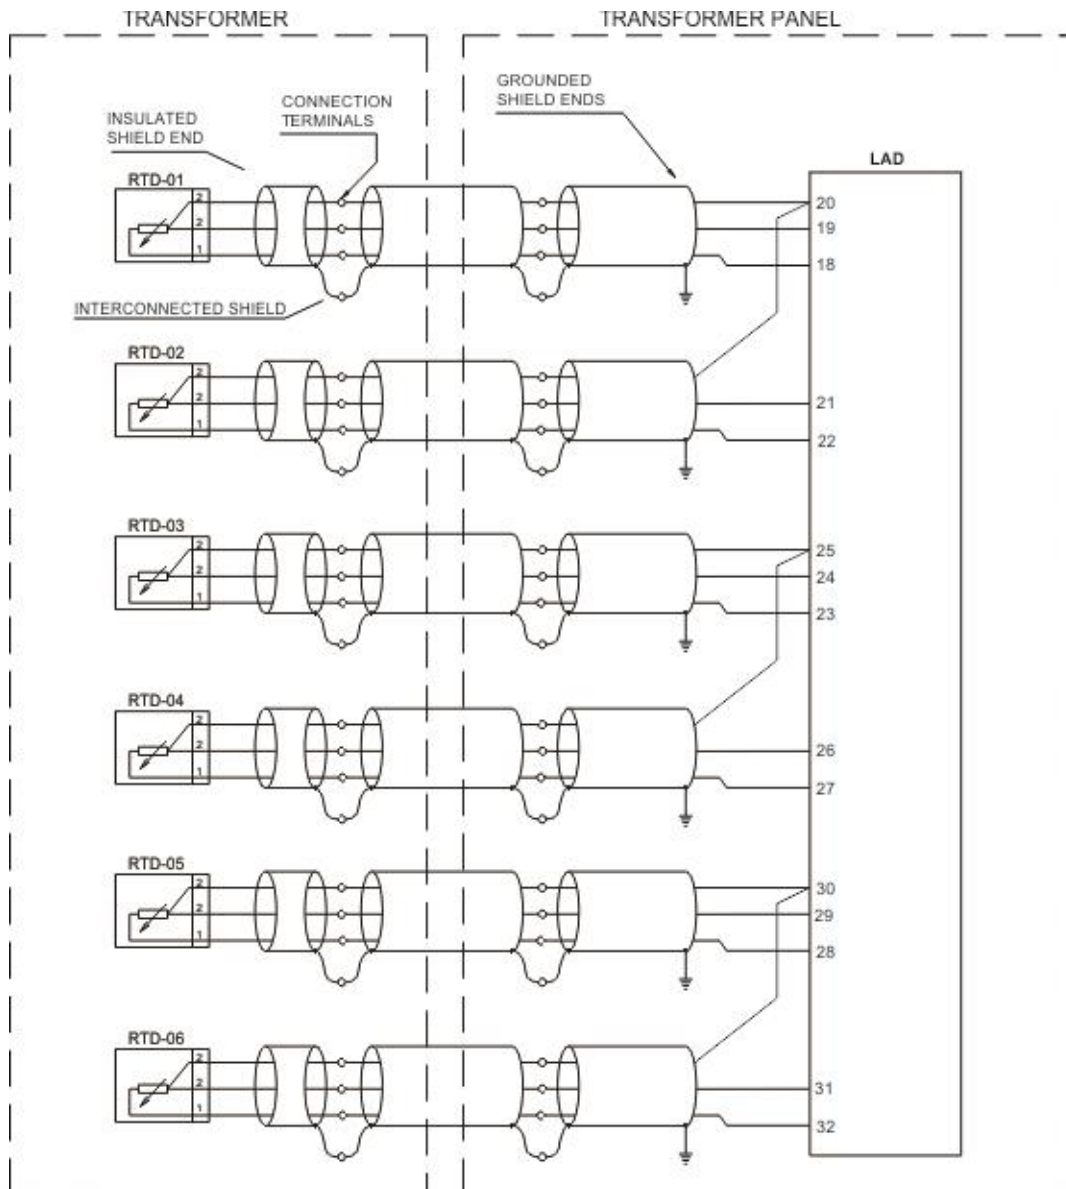 TRANSFORMER
TRANSFORMER PANEL
GROUNDED
SHIELD ENDS
CONNECTION
TERMINALS
INSULATED
SHIELD END
LAD
RTD-01
2
2
1
20
19
18
INTERCONNECTED SHIELD
RTD-02
2
2
1
21
22
RTD-03
2
2
1
25
24
23
RTD-04
2
2
1
26
27
RTD-05
2
2
1
30
29
28
RTD-06
2
2
1
31
32